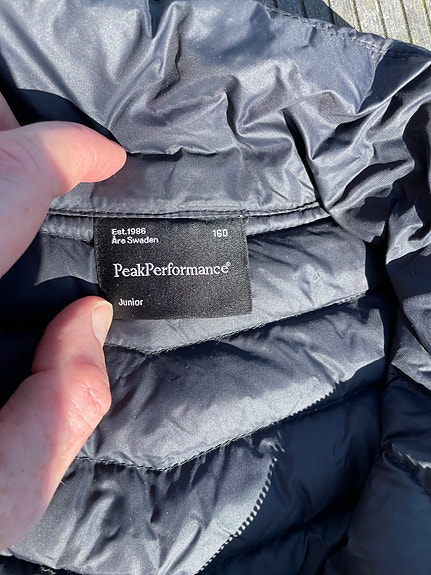 Est.1986 160
Åre Sweden
PeakPerformance®
Junior